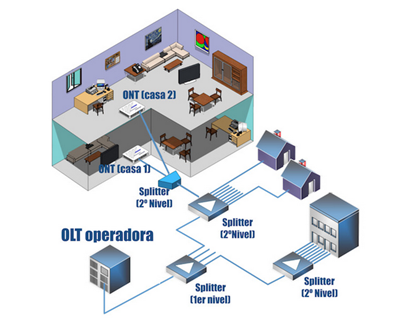 ONT (casa 2)
ONT (casa 1)
Splitter
(2º Nivel)
Splitter
(2ºNivel)
OLT operadora
Splitter
(1er nivel)
Splitter
(2º Nivel)